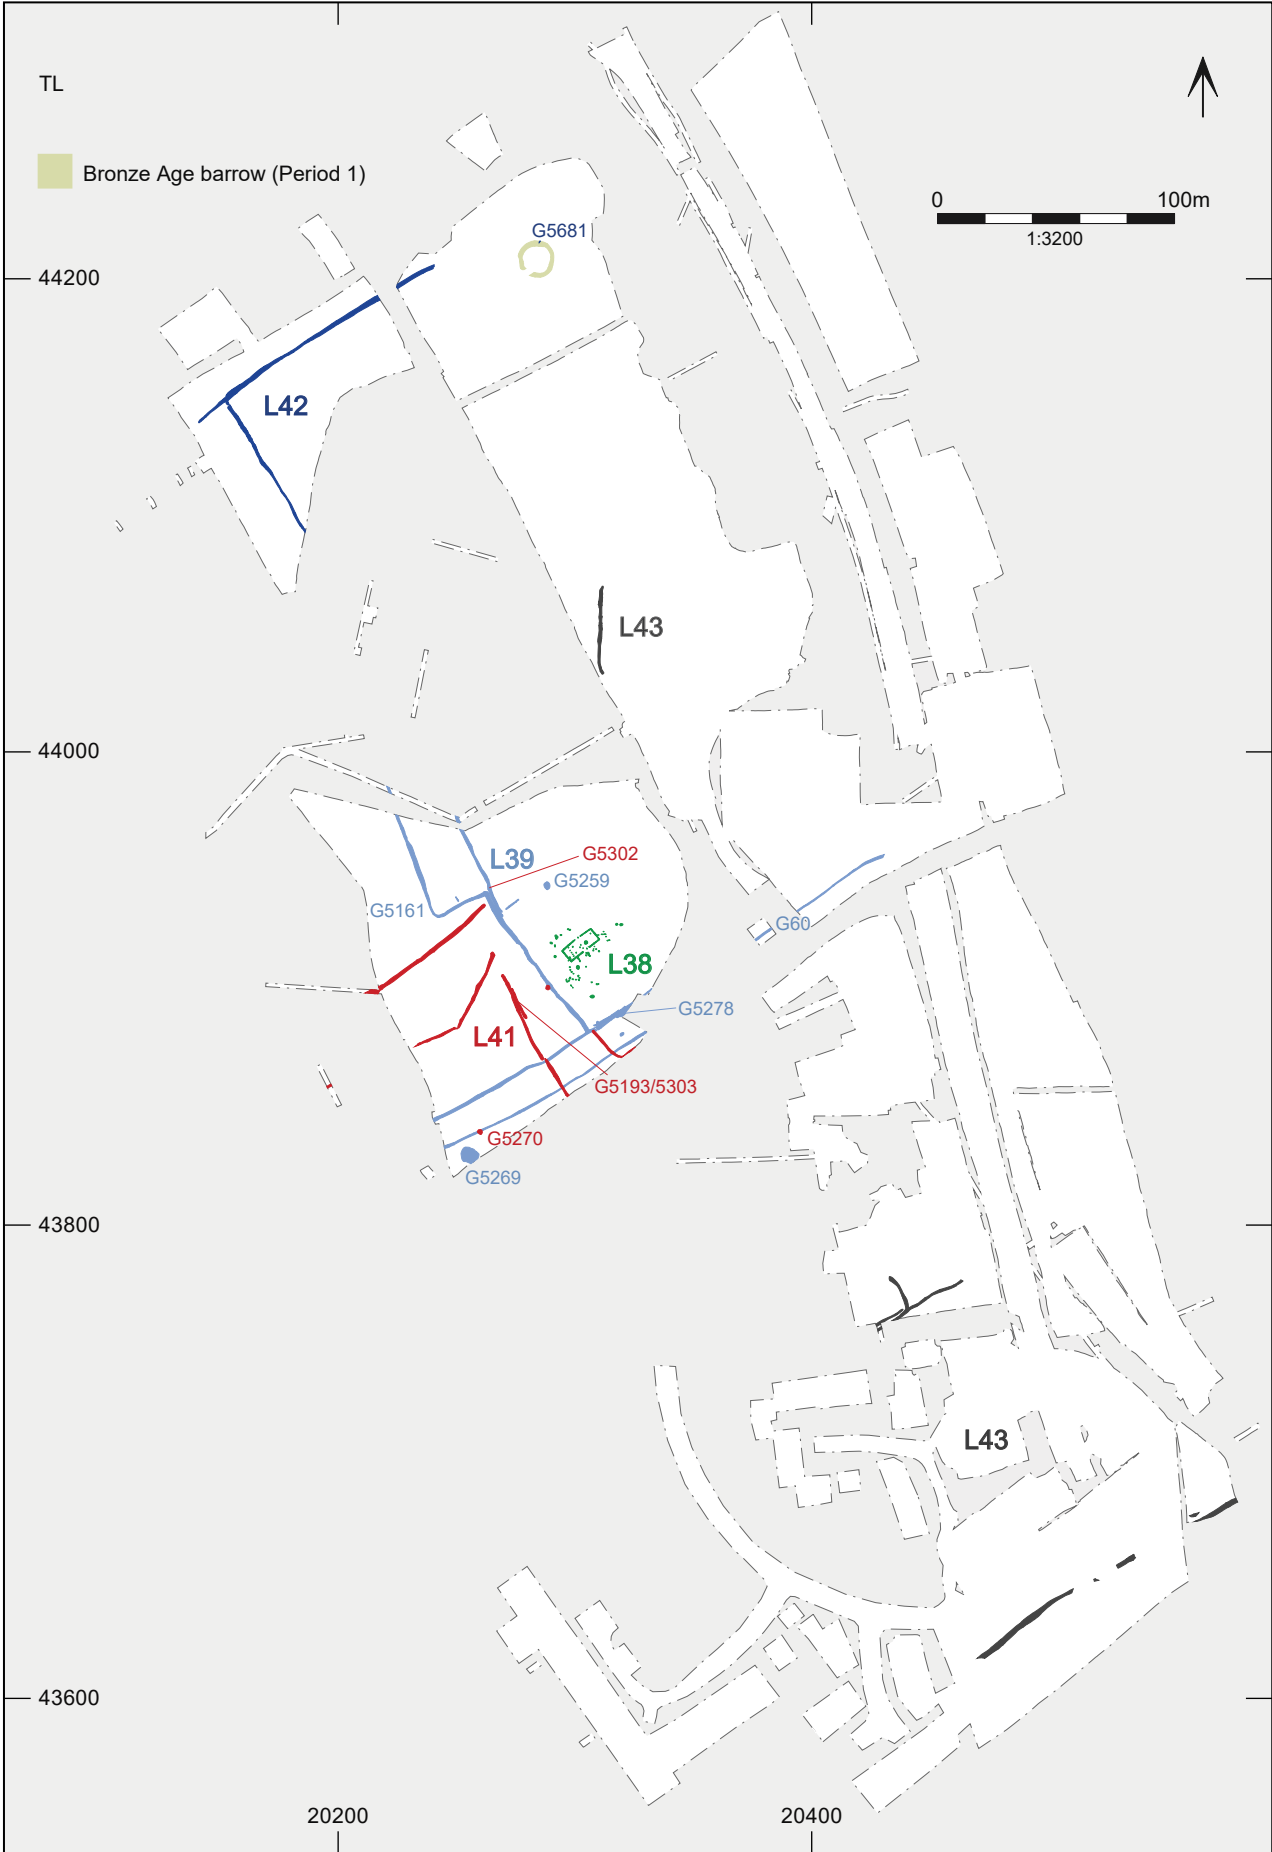 TL
Bronze Age barrow (Period 1)
0 100m
1:3200
G5681
44200
L42
L43
44000
L39
G5302
G5259
G5161
G60
L38
G5278
L41
G5193/5303
G5270
G5269
43800
L43
43600
20200 20400